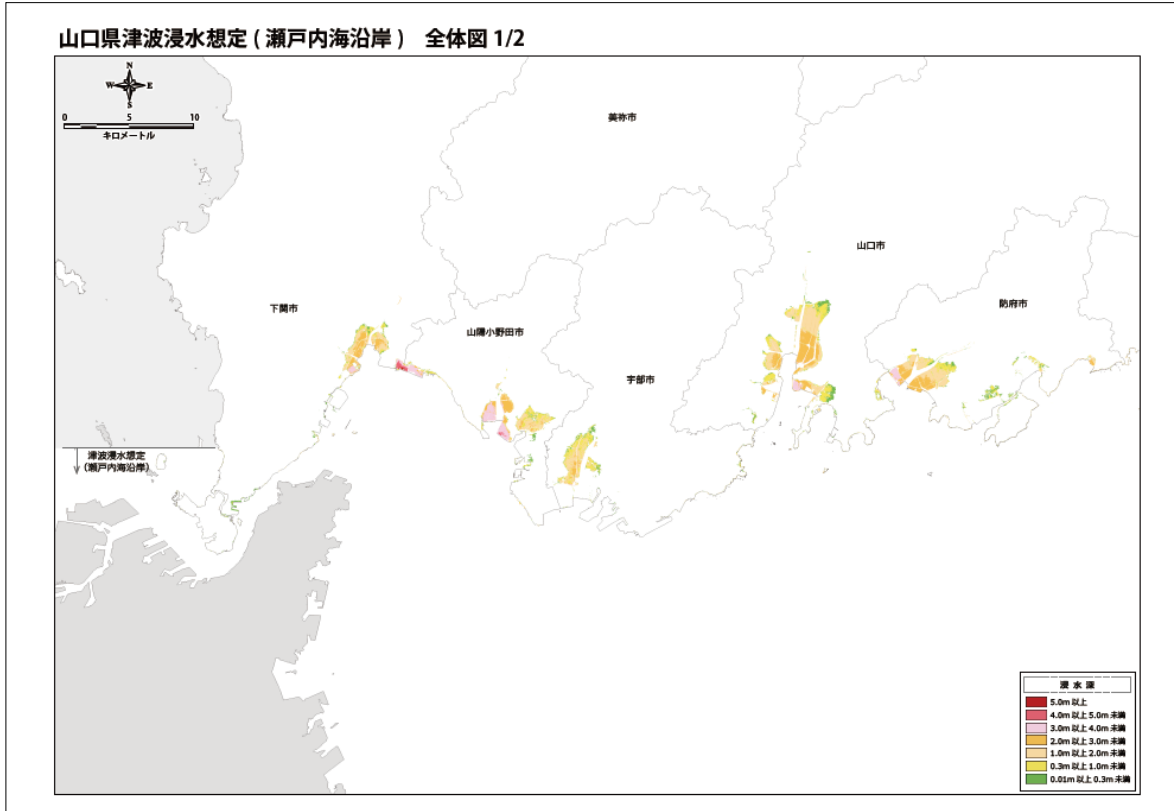 山口県津波浸水想定 ( 瀬戸内海沿岸 )　全体図 1/2
N
W E
S
0 5 10
キロメートル
美祢市
山口市
防府市
下関市
山陽小野田市
宇部市
津波浸水想定
(瀬戸内海沿岸)
浸 水 深
5.0m 以上
4.0m 以上 5.0m 未満
3.0m 以上 4.0m 未満
2.0m 以上 3.0m 未満
1.0m 以上 2.0m 未満
0.3m 以上 1.0m 未満
0.01m 以上 0.3m 未満